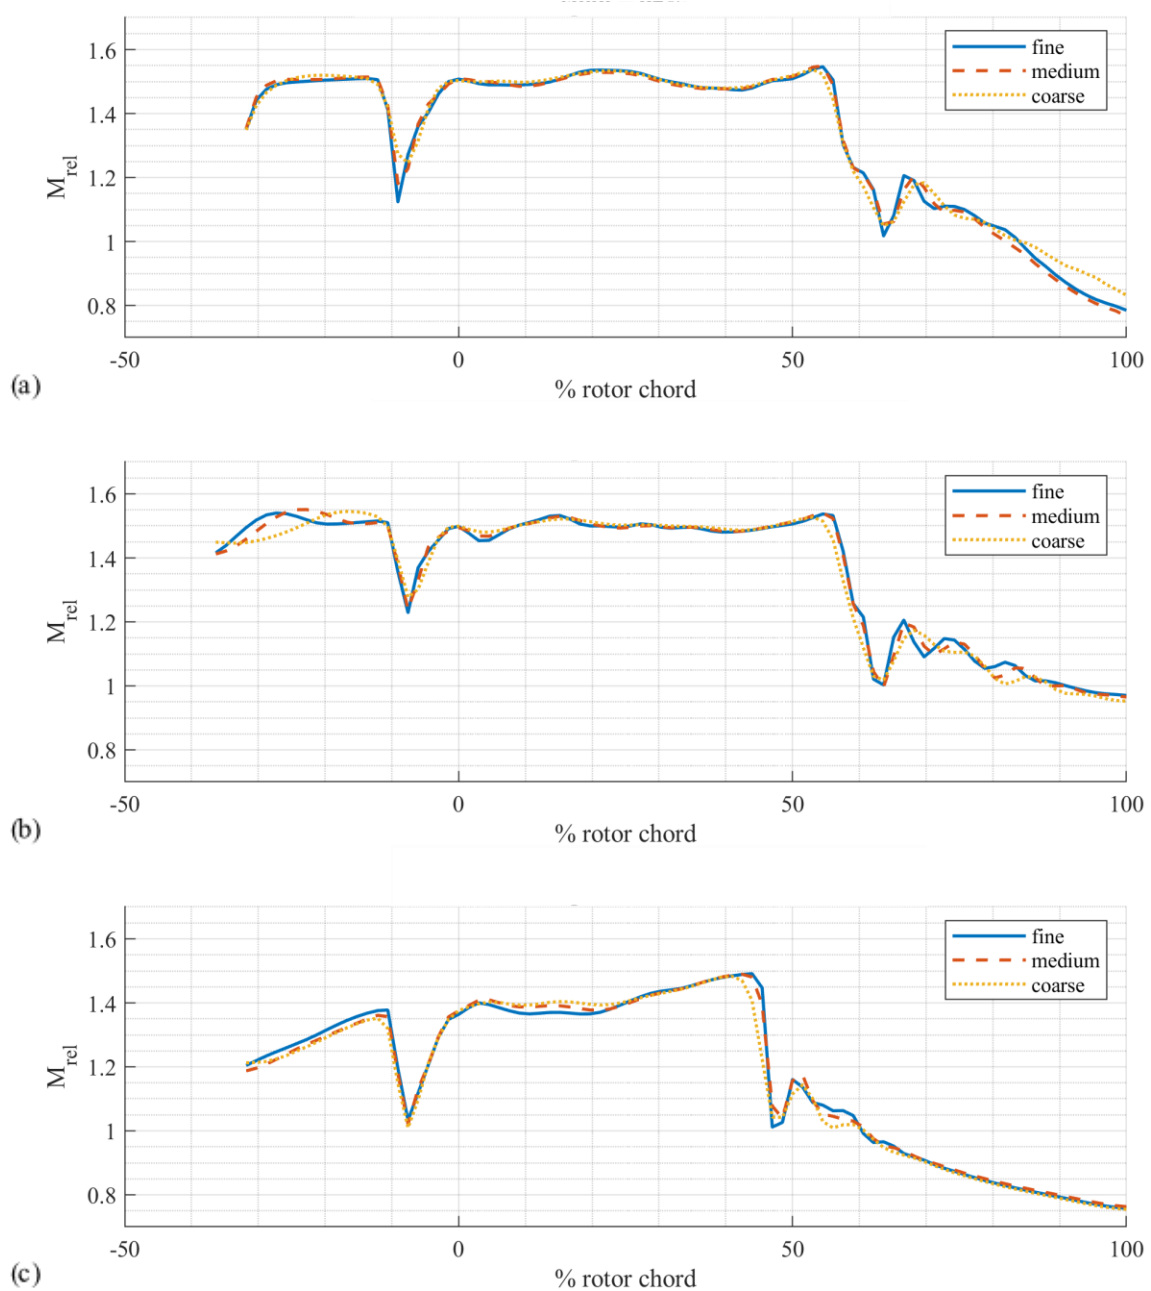 1.6
1.4
1.2
1
0.8
M_rel
fine
medium
coarse
-50 0 50 100
% rotor chord
(a)
1.6
1.4
1.2
1
0.8
M_rel
fine
medium
coarse
-50 0 50 100
% rotor chord
(b)
1.6
1.4
1.2
1
0.8
M_rel
fine
medium
coarse
-50 0 50 100
% rotor chord
(c)